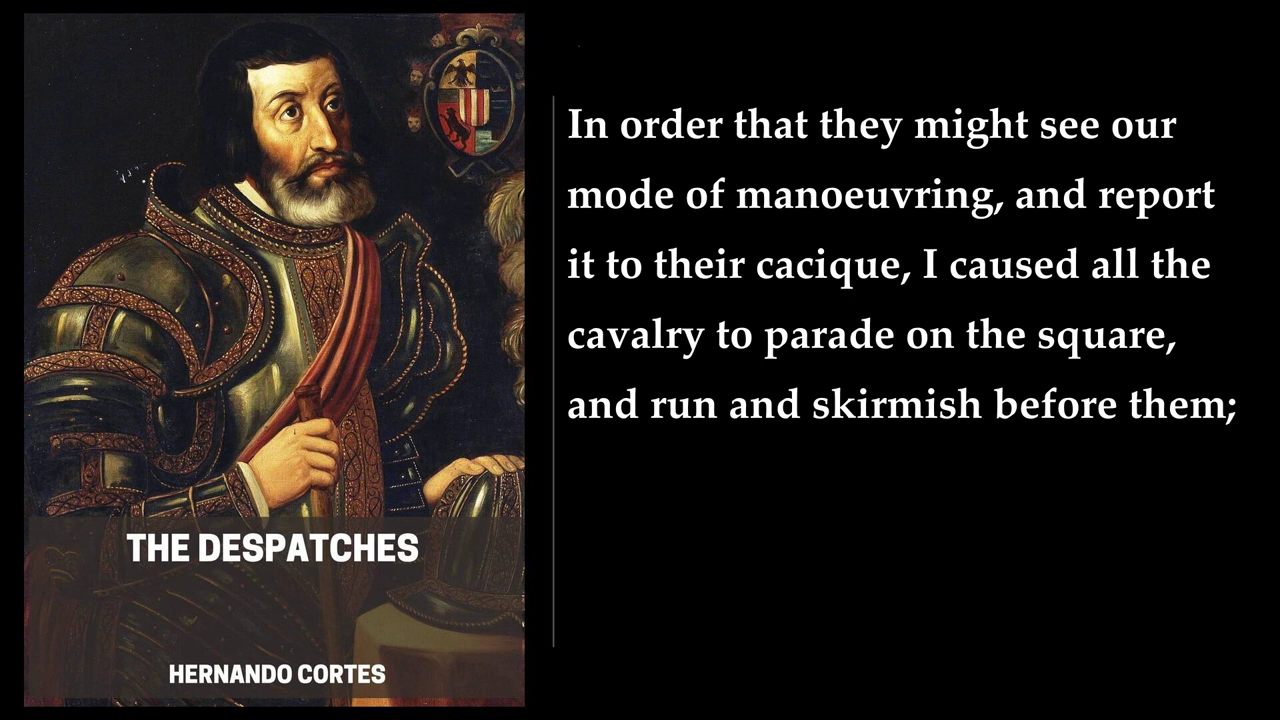 In order that they might see our
mode of manoeuvring, and report
it to their cacique, I caused all the
cavalry to parade on the square,
and run and skirmish before them;
THE DESPATCHES
HERNANDO CORTES